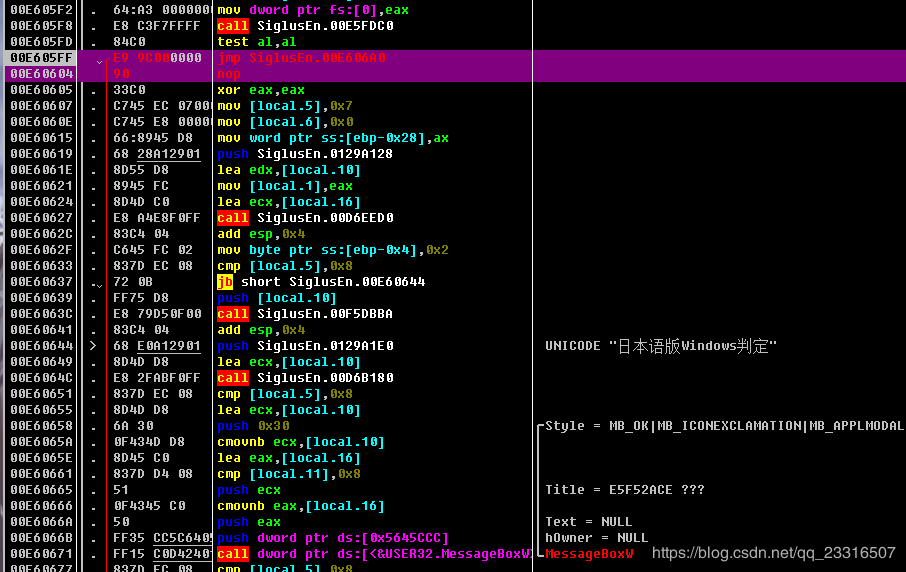 00E605F2 . 64:A3 0000000 mov dword ptr fs:[0],eax
00E605F8 . E8 C3F7FFFF call SiglusEn.00E5FDC0
00E605FD . 84C0 test al,al
00E605FF E9 9C000000 jmp SiglusEn.00E606A0
00E60604 90 nop
00E60605 . 33C0 xor eax,eax
00E60607 . C745 EC 0700 mov [local.5],0x7
00E6060E . C745 E8 0000 mov [local.6],0x0
00E60615 . 66:8945 D8 mov word ptr ss:[ebp-0x28],ax
00E60619 . 68 28A12901 push SiglusEn.0129A128
00E6061E . 8D55 D8 lea edx,[local.10]
00E60621 . 8945 FC mov [local.1],eax
00E60624 . 8D4D C0 lea ecx,[local.16]
00E60627 . E8 A4E8F0FF call SiglusEn.00D6EED0
00E6062C . 83C4 04 add esp,0x4
00E6062F . C645 FC 02 mov byte ptr ss:[ebp-0x4],0x2
00E60633 . 837D EC 08 cmp [local.5],0x8
00E60637 . 72 0B jb short SiglusEn.00E60644
00E60639 . FF75 D8 push [local.10]
00E6063C . E8 79D50F00 call SiglusEn.00F5DBBA
00E60641 . 83C4 04 add esp,0x4
00E60644 > 68 E0A12901 push SiglusEn.0129A1E0 UNICODE "日本语版Windows判定"
00E60649 . 8D4D D8 lea ecx,[local.10]
00E6064C . E8 2FABF0FF call SiglusEn.00D6B180
00E60651 . 837D EC 08 cmp [local.5],0x8
00E60655 . 8D4D D8 lea ecx,[local.10]
00E60658 . 6A 30 push 0x30 Style = MB_OK|MB_ICONEXCLAMATION|MB_APPLMODAL
00E6065A . 0F434D D8 cmovnb ecx,[local.10]
00E6065E . 8D45 C0 lea eax,[local.16]
00E60661 . 837D D4 08 cmp [local.11],0x8
00E60665 . 51 push ecx Title = E5F52ACE ???
00E60666 . 0F4345 C0 cmovnb eax,[local.16]
00E6066A . 50 push eax Text = NULL
00E6066B . FF35 CC5C6405 push dword ptr ds:[0x5645CCC] hOwner = NULL
00E60671 . FF15 C0D42401 call dword ptr ds:[<&USER32.MessageBoxW> MessageBoxW
00E60677 . 837D EC 08 cmp [local.5],0x8
https://blog.csdn.net/qq_23316507